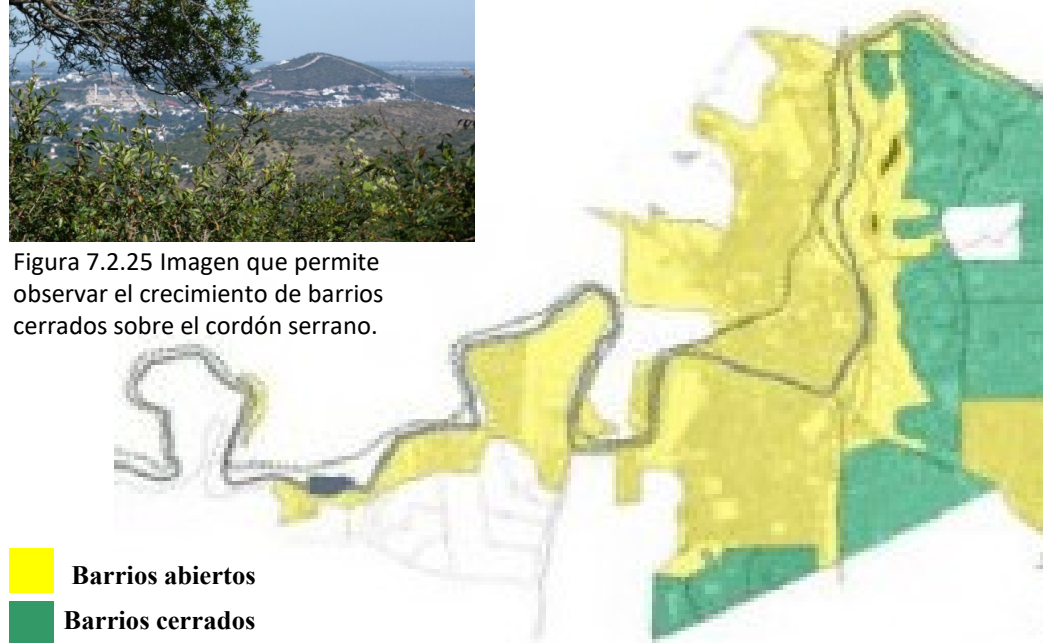 Figura 7.2.25 Imagen que permite
observar el crecimiento de barrios
cerrados sobre el cordón serrano.
Barrios abiertos
Barrios cerrados